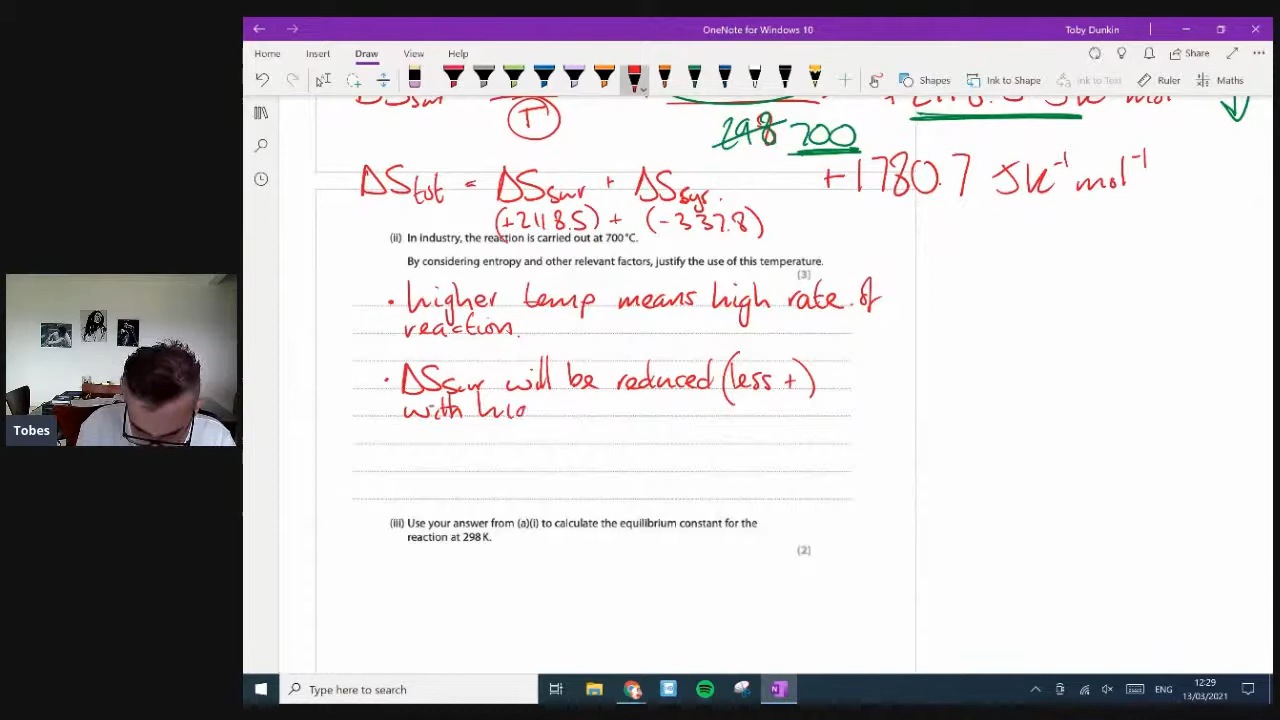 OneNote for Windows 10
Toby Dunkin
Home Insert Draw View Help
Share
Shapes Ink to Shape Ink to Text Ruler Maths
ΔSsurr
T
298 700
ΔStot = ΔSsurr + ΔSsys.
(+2118.5) + (-337.8)
+1780.7 JK⁻¹ mol⁻¹
(ii) In industry, the reaction is carried out at 700°C.
By considering entropy and other relevant factors, justify the use of this temperature.
(3)
• higher temp means high rate of
reaction.
• ΔSsurr will be reduced (less +)
with
(iii) Use your answer from (a)(i) to calculate the equilibrium constant for the
reaction at 298 K.
(2)
Tobes
Type here to search
ENG
12:29
13/03/2021